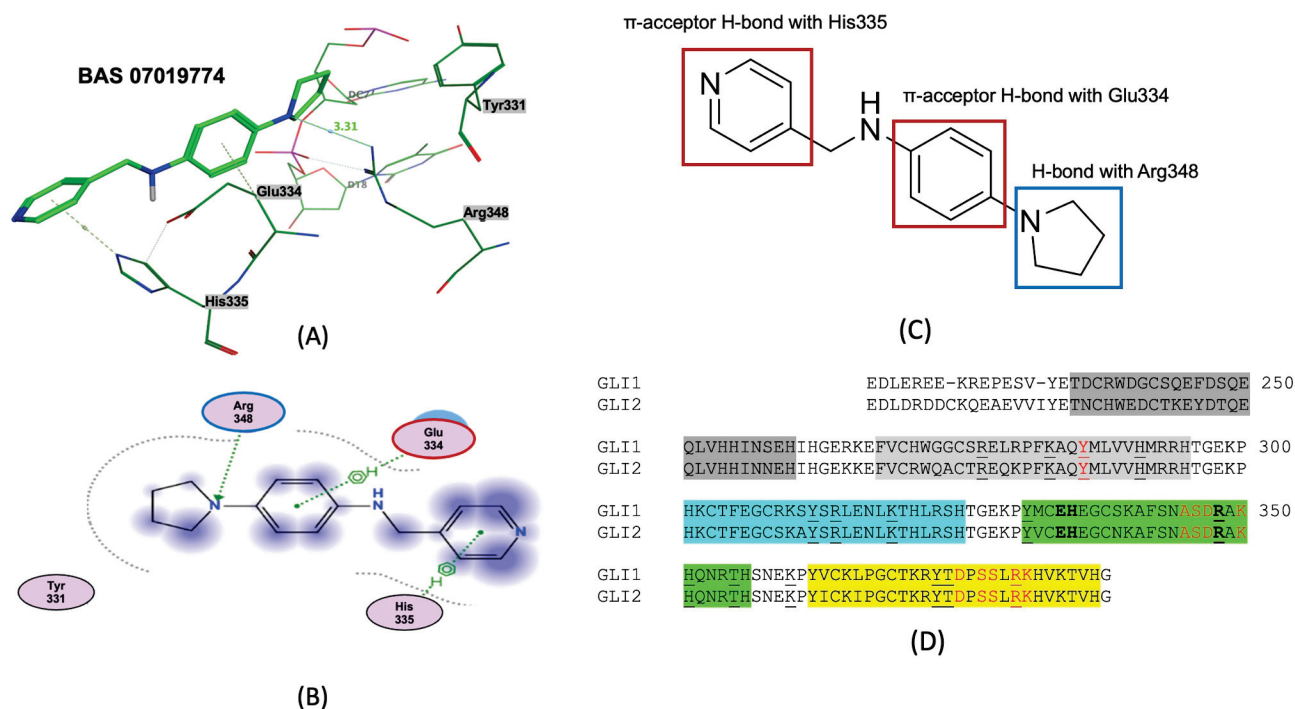 BAS 07019774
DC7
3.31
Tyr331
Glu334
DT8
Arg348
His335
(A)
Arg
348
Glu
334
H
H
N
N
N
H
Tyr
331
His
335
(B)
π-acceptor H-bond with His335
N
H
N
π-acceptor H-bond with Glu334
H-bond with Arg348
N
(C)
GLI1 EDLEREE-KREPESV-YETDCRWDGCSQEFDSQE 250
GLI2 EDLDRDDCKQEAEVVIYETNCHWEDCTKEYDTQE
GLI1 QLVHHINSEHIHGERKEFVCHWGGCSRELRPFKAQYMLVVHMRRHTGEKP 300
GLI2 QLVHHINNEHIHGEKKEFVCRWQACTREQKPFKAQYMLVVHMRRHTGEKP
GLI1 HKCTFEGCRKSYSRLENLKTHLRSHTGEKPYMCEHEGCSKAFSNASDRAK 350
GLI2 HKCTFEGCSKAYSRLENLKTHLRSHTGEKPYVCEHEGCNKAFSNASDRAK
GLI1 HQNRTHSNEKPYVCKLPGCTKRYTDPSSLRKHVKTVHG
GLI2 HQNRTHSNEKPYICKIPGCTKRYTDPSSLRKHVKTVHG
(D)